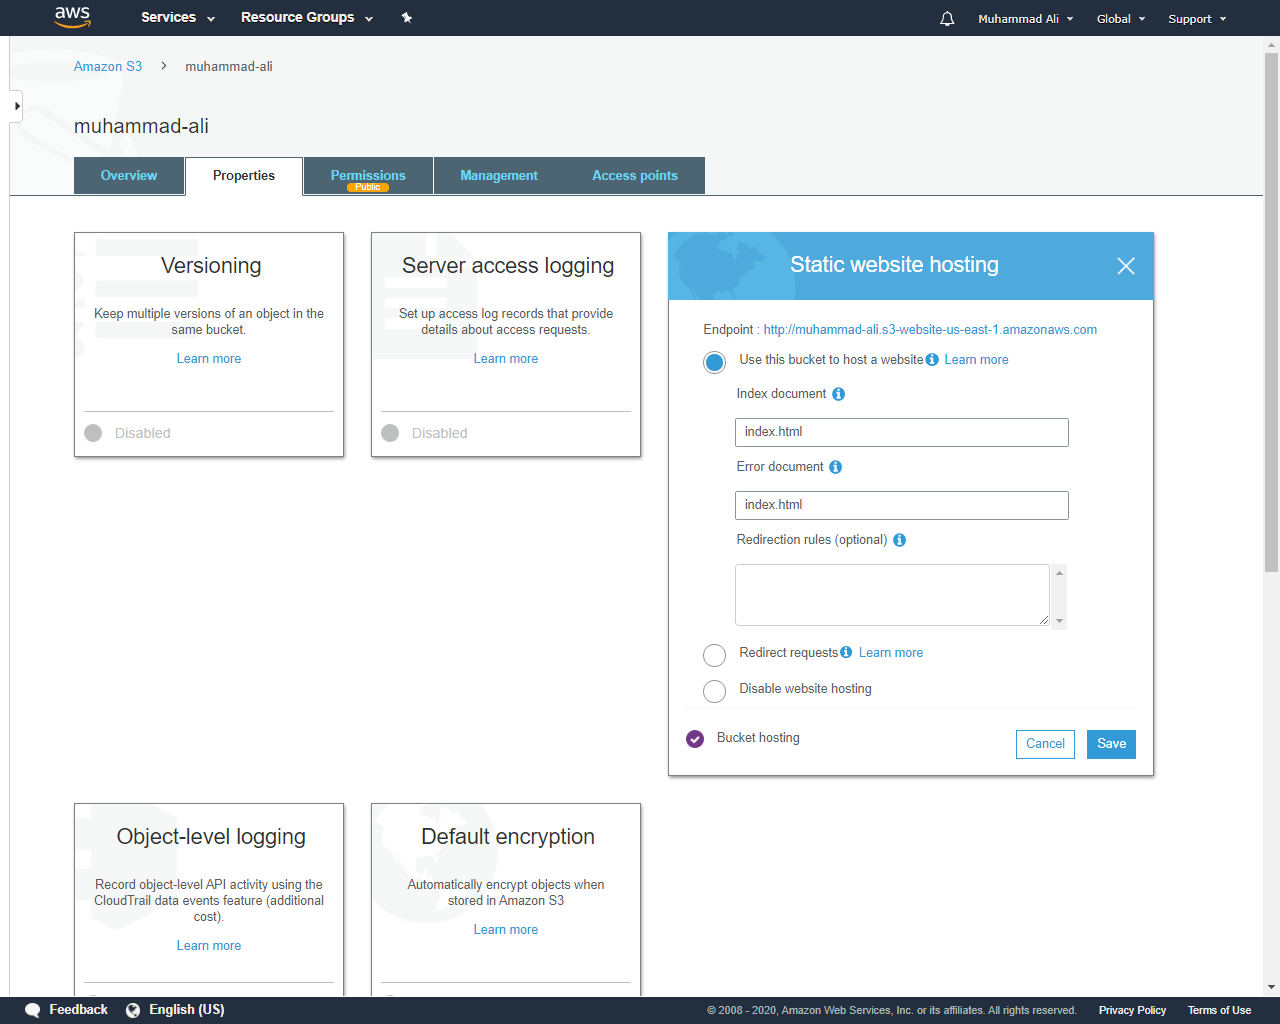 aws Services Resource Groups Muhammad Ali Global Support
Amazon S3 > muhammad-ali
muhammad-ali
Overview Properties Permissions Management Access points
Public
Versioning
Keep multiple versions of an object in the
same bucket.
Learn more
Disabled
Server access logging
Set up access log records that provide
details about access requests.
Learn more
Disabled
Static website hosting
Endpoint : http://muhammad-ali.s3-website-us-east-1.amazonaws.com
Use this bucket to host a website Learn more
Index document
index.html
Error document
index.html
Redirection rules (optional)
Redirect requests Learn more
Disable website hosting
Bucket hosting
Cancel Save
Object-level logging
Record object-level API activity using the
CloudTrail data events feature (additional
cost).
Learn more
Default encryption
Automatically encrypt objects when
stored in Amazon S3
Learn more
Feedback English (US) © 2008 - 2020, Amazon Web Services, Inc. or its affiliates. All rights reserved. Privacy Policy Terms of Use